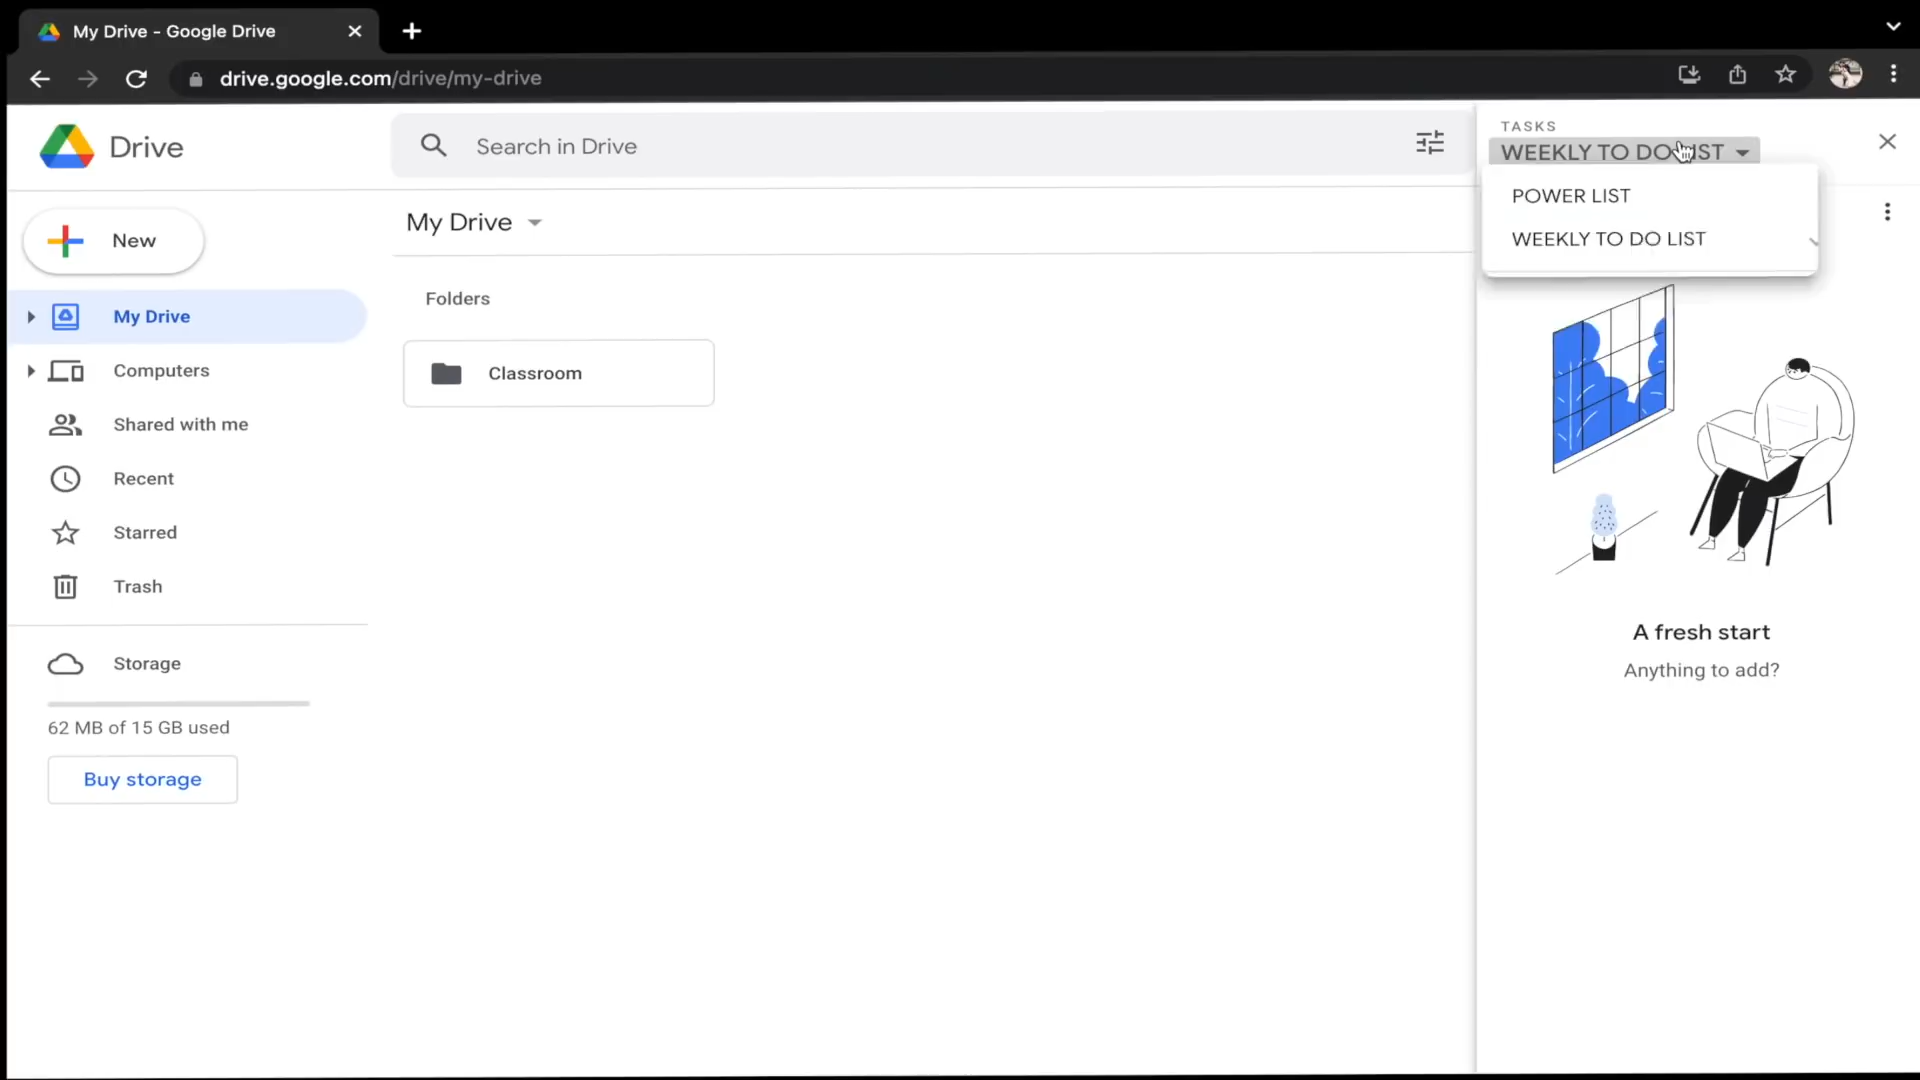 My Drive - Google Drive
drive.google.com/drive/my-drive
Drive
Search in Drive
TASKS
WEEKLY TO DO LIST
POWER LIST
WEEKLY TO DO LIST
New
My Drive
Folders
Classroom
My Drive
Computers
Shared with me
Recent
Starred
Trash
Storage
62 MB of 15 GB used
Buy storage
A fresh start
Anything to add?